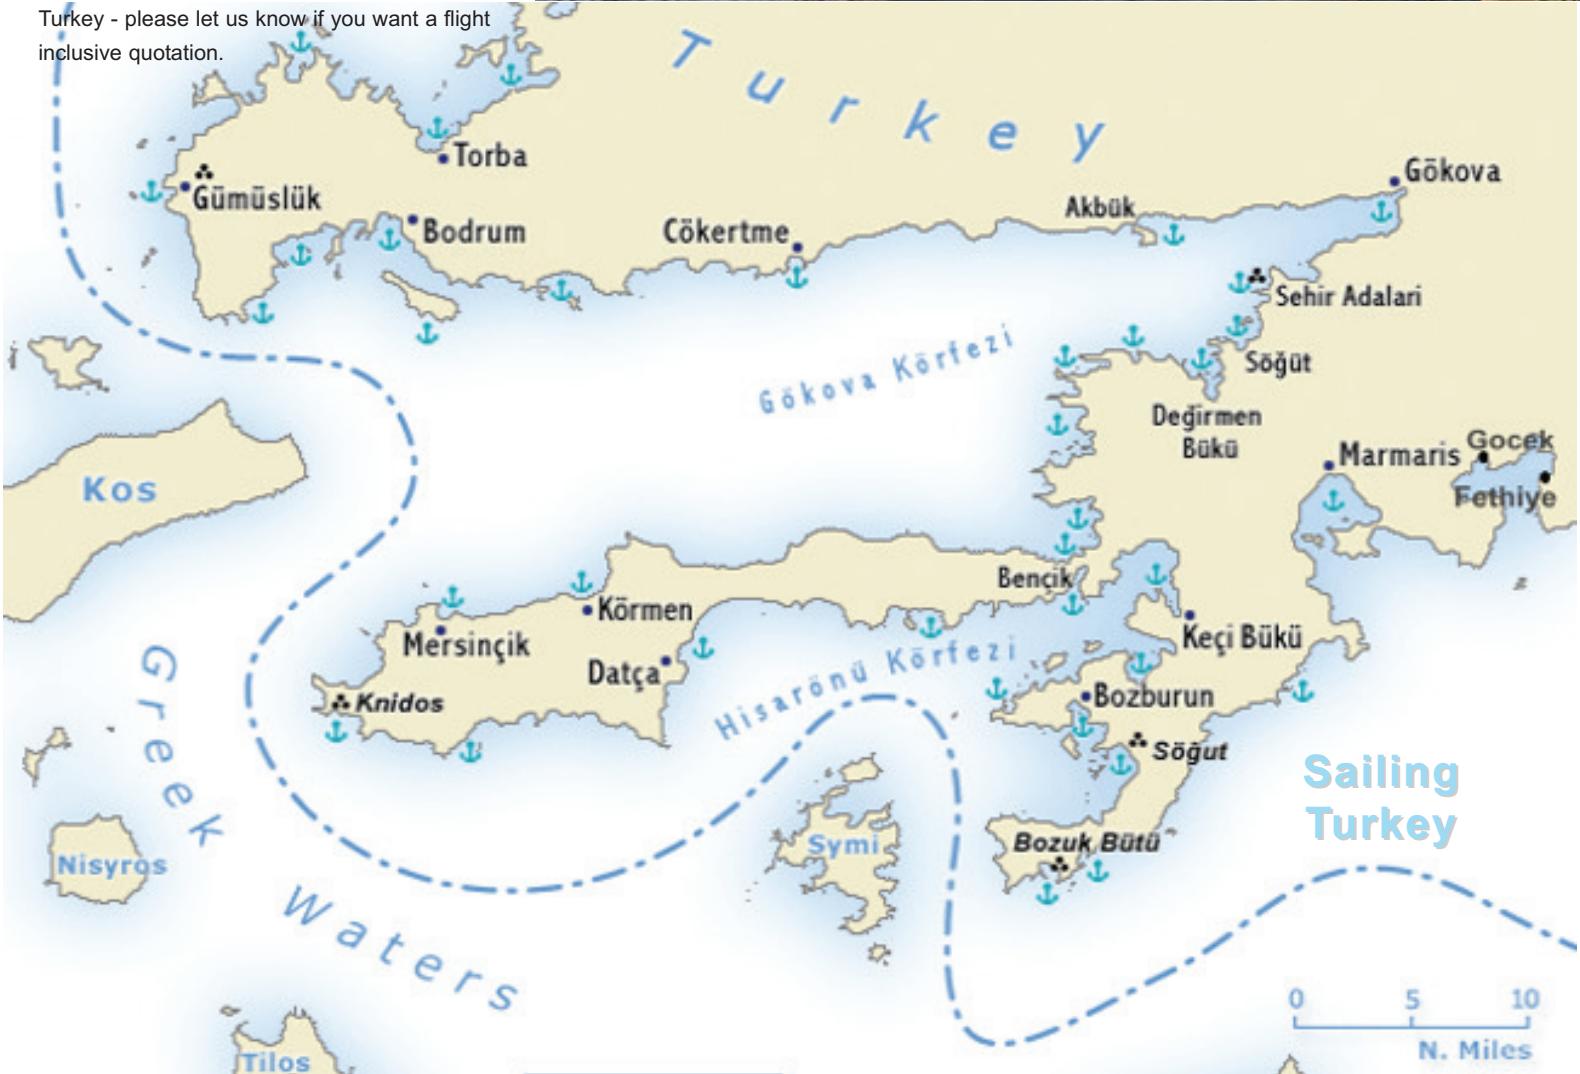 Turkey - please let us know if you want a flight
inclusive quotation.
Turkey
Torba
Gümüslük
Bodrum
Cökertme
Akbük
Gökova
Sehir Adalari
Söğüt
Değirmen
Bükü
Gökova Körfezi
Marmaris
Gocek
Fethiye
Kos
Bençik
Körmen
Mersinçik
Datça
Knidos
Keçi Bükü
Hisarönü Körfezi
Bozburun
Söğut
Greek
Waters
Sailing
Turkey
Symi
Bozuk Bütü
Nisyros
Tilos
0 5 10
N. Miles